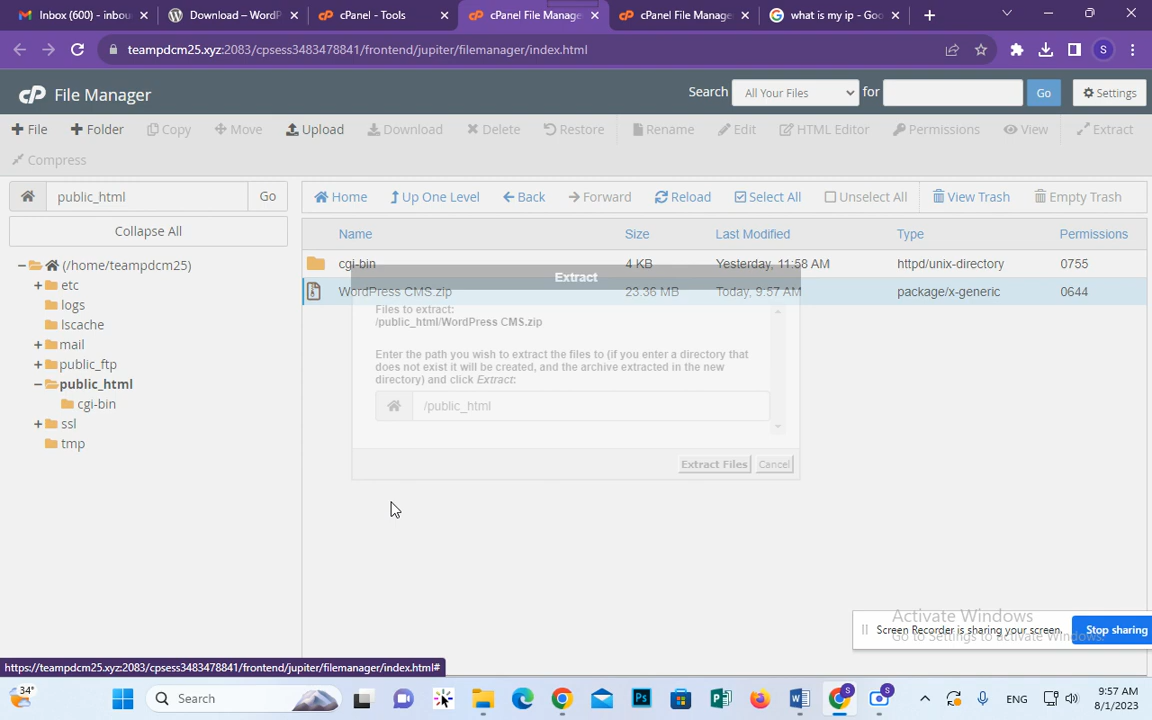 Inbox (600) - inbou
Download – WordP
cPanel - Tools
cPanel File Manage
cPanel File Manage
what is my ip - Goo
teampdcm25.xyz:2083/cpsess3483478841/frontend/jupiter/filemanager/index.html
S
cP File Manager
Search All Your Files for Go Settings
+ File + Folder Copy Move Upload Download Delete Restore Rename Edit HTML Editor Permissions View Extract
Compress
public_html Go
Home Up One Level Back Forward Reload Select All Unselect All View Trash Empty Trash
Collapse All
Name Size Last Modified Type Permissions
(/home/teampdcm25)
etc
logs
lscache
mail
public_ftp
public_html
cgi-bin
ssl
tmp
cgi-bin 4 KB Yesterday, 11:58 AM httpd/unix-directory 0755
WordPress CMS.zip 23.36 MB Today, 9:57 AM package/x-generic 0644
Extract
Files to extract:
/public_html/WordPress CMS.zip
Enter the path you wish to extract the files to (if you enter a directory that
does not exist it will be created, and the archive extracted in the new
directory) and click Extract:
/public_html
Extract Files Cancel
Activate Windows
Go to Settings to activate Windows.
Screen Recorder is sharing your screen. Stop sharing
https://teampdcm25.xyz:2083/cpsess3483478841/frontend/jupiter/filemanager/index.html#
34°
Search
Ps
S
S
ENG
9:57 AM
8/1/2023